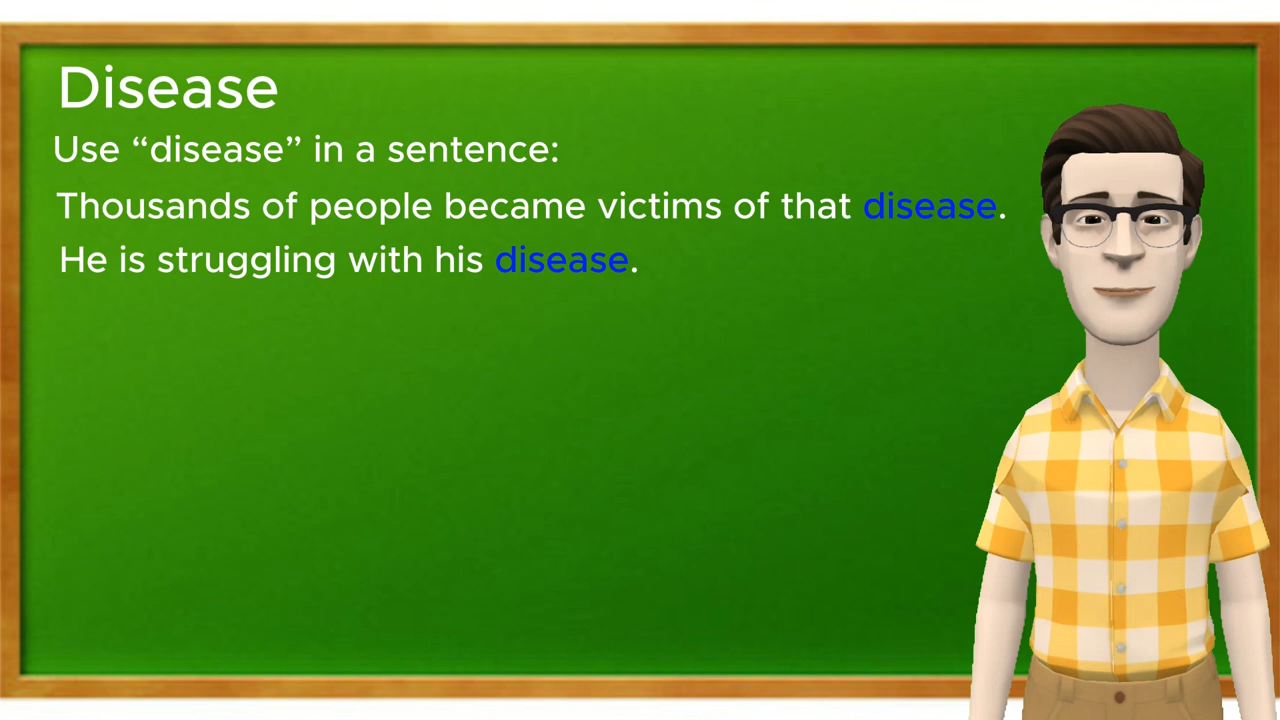 Disease
Use “disease” in a sentence:
Thousands of people became victims of that disease.
He is struggling with his disease.